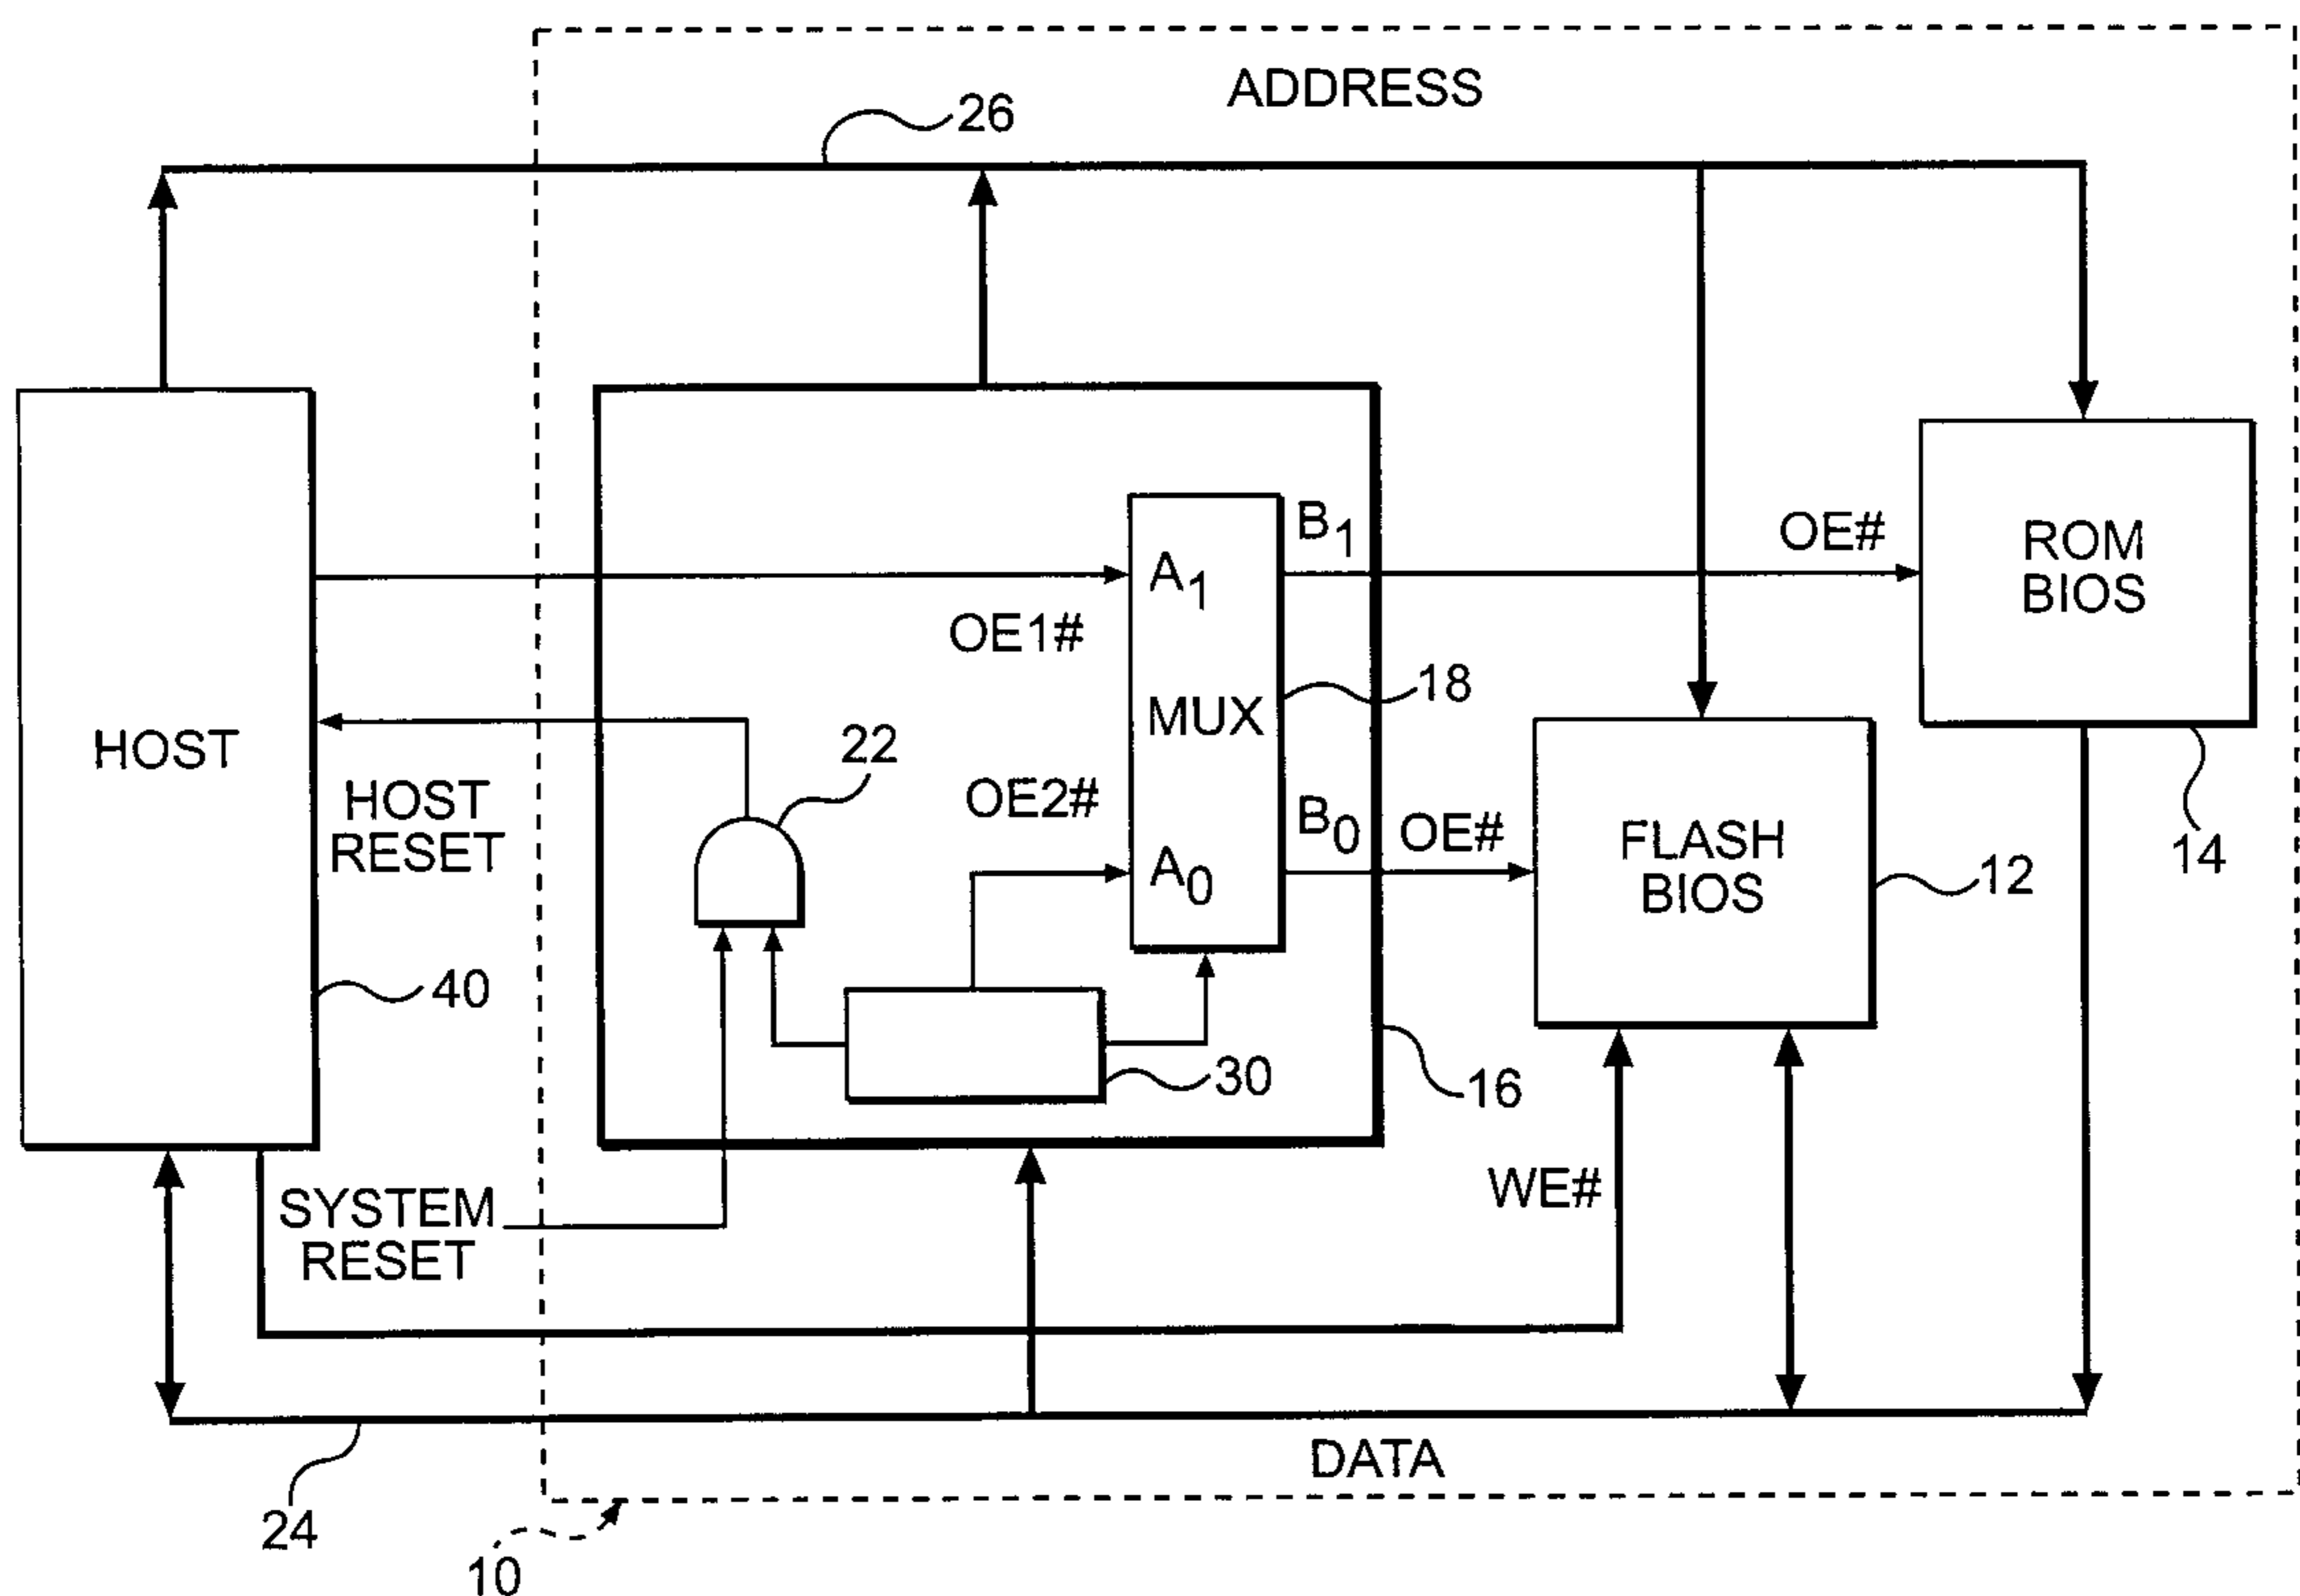 ADDRESS
26
B1
OE#
ROM
BIOS
A1
OE1#
18
MUX
HOST
22
HOST
RESET
OE2#
B0
OE#
FLASH
BIOS
14
12
A0
40
30
16
WE#
SYSTEM
RESET
DATA
24
10